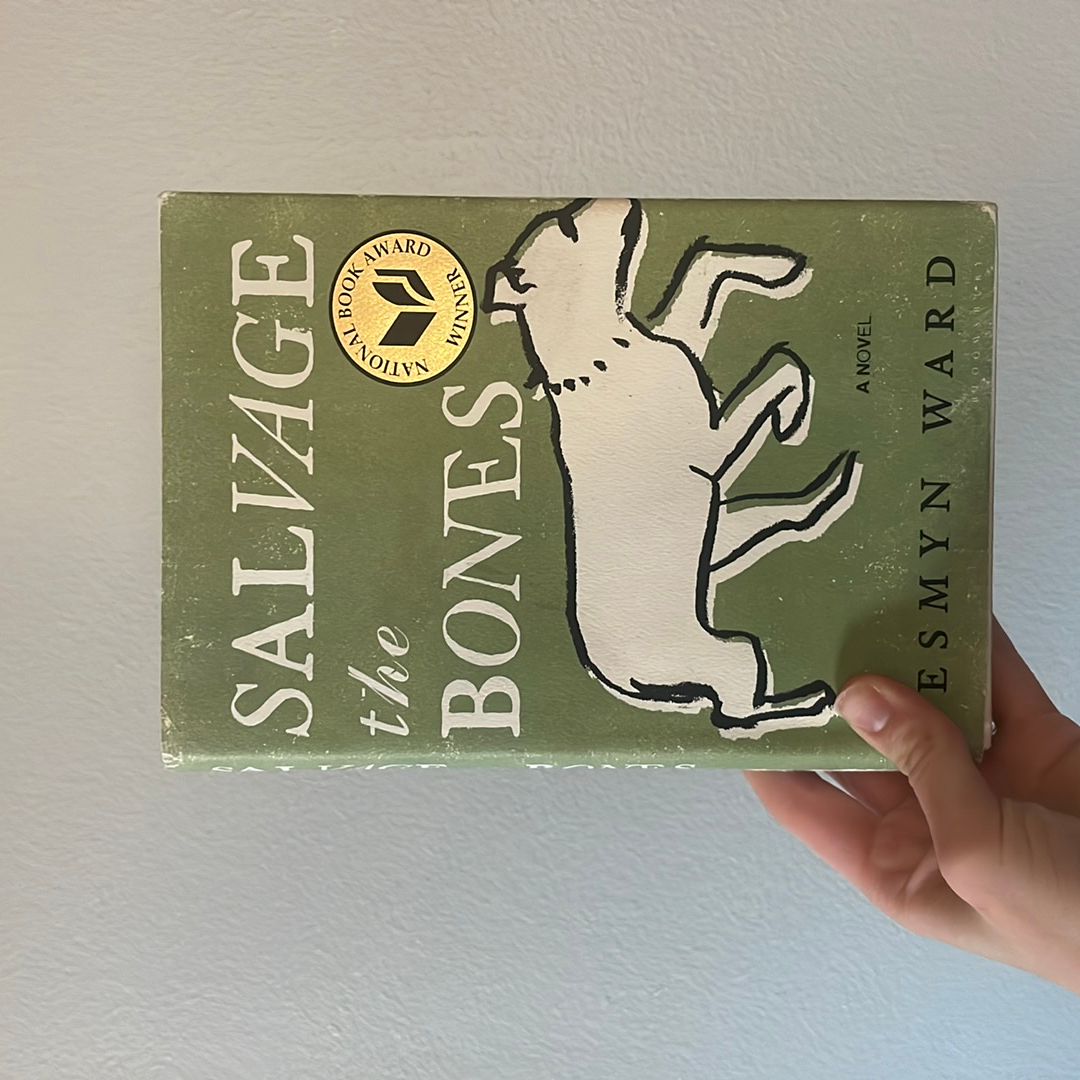 SALVAGE
the
BONES
NATIONAL BOOK AWARD WINNER
A NOVEL
ESMYN WARD